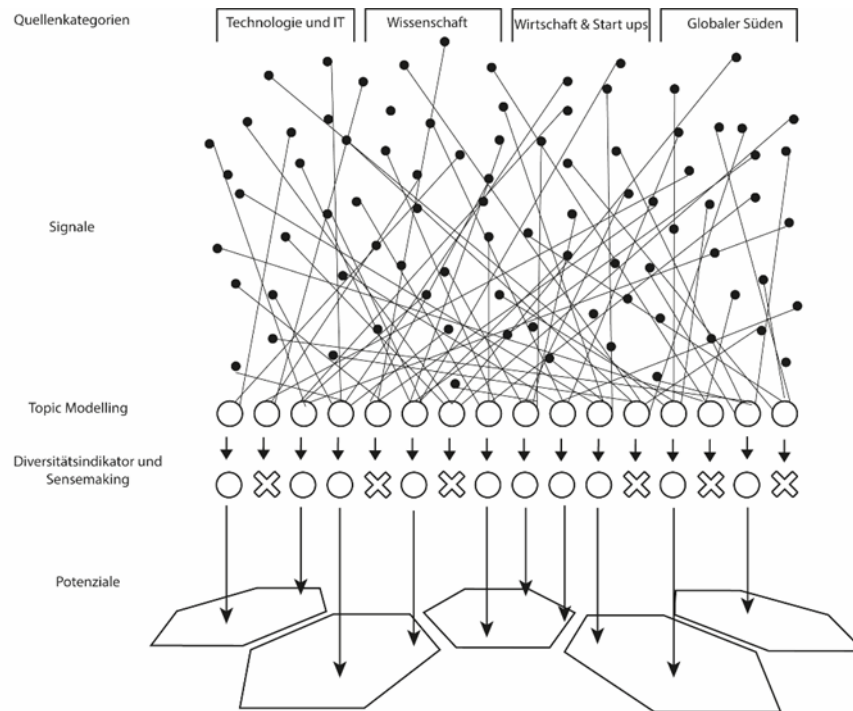 Quellenkategorien
Technologie und IT
Wissenschaft
Wirtschaft & Start ups
Globaler Süden
Signale
Topic Modelling
Diversitätsindikator und
Sensemaking
Potenziale